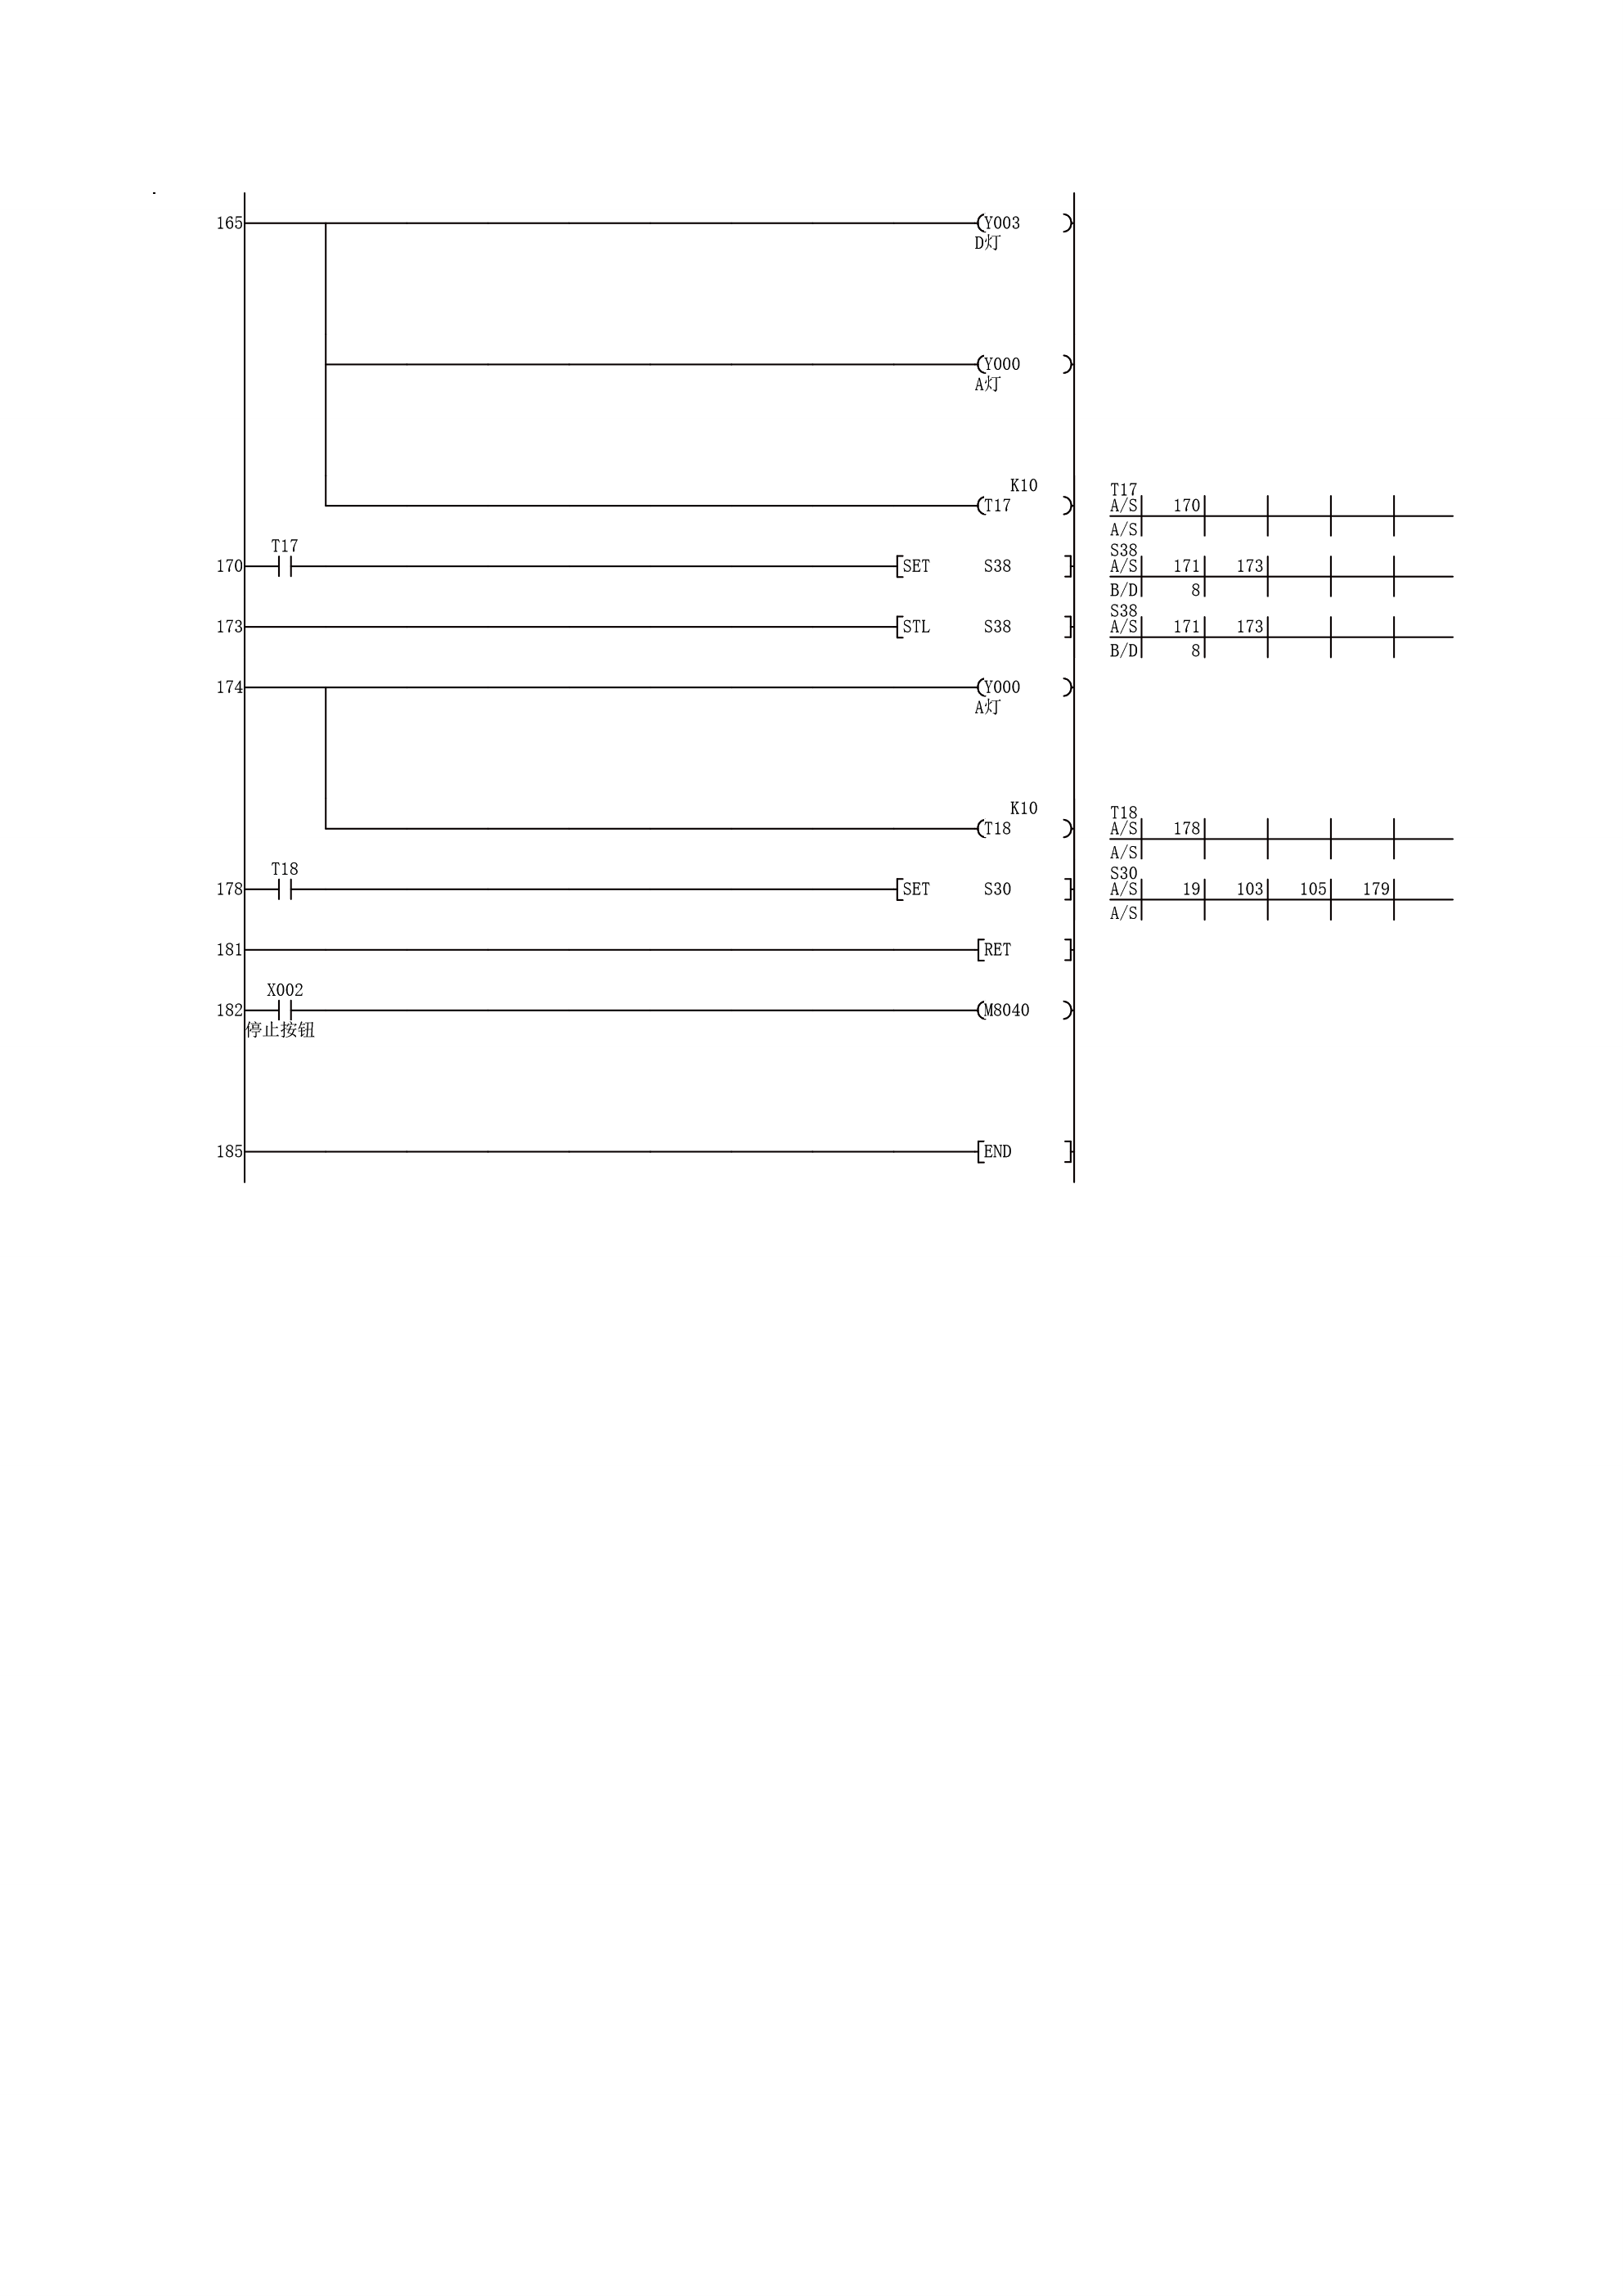 165 Y003
D灯
Y000
A灯
K10
T17 T17
A/S 170
A/S
T17 S38
170 SET S38 A/S 171 173
B/D 8
S38
173 STL S38 A/S 171 173
B/D 8
174 Y000
A灯
K10 T18
T18 A/S 178
A/S
T18 S30
178 SET S30 A/S 19 103 105 179
A/S
181 RET
X002
182 M8040
停止按钮
185 END